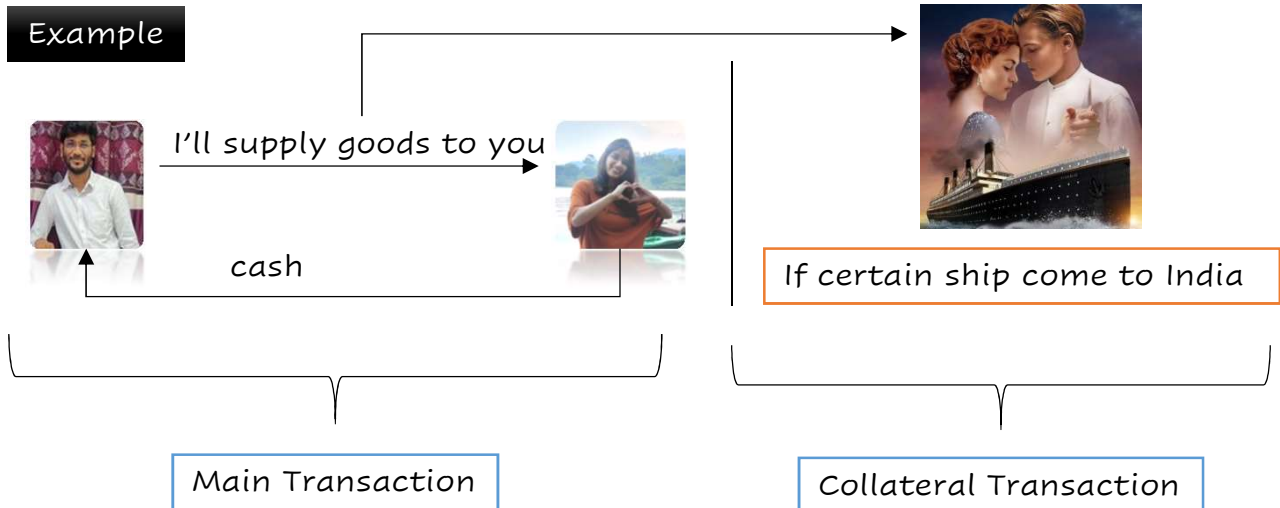 Example
I'll supply goods to you
cash
If certain ship come to India
Main Transaction
Collateral Transaction